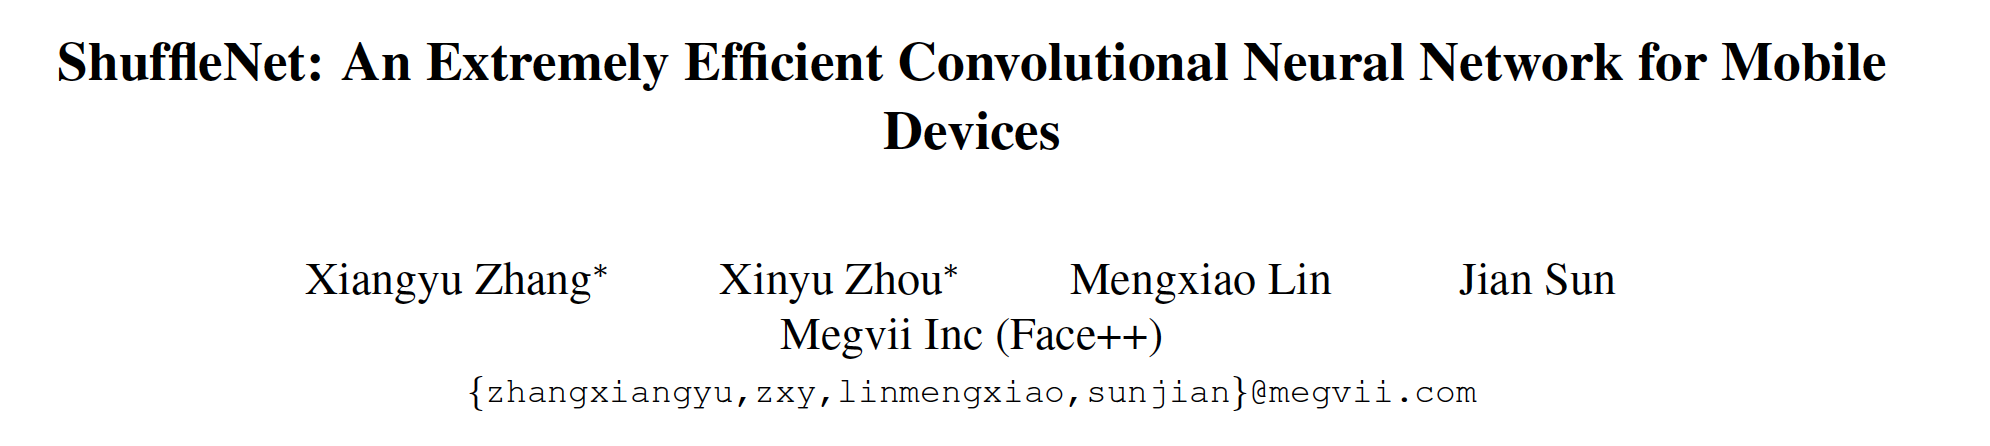 ShuffleNet: An Extremely Efficient Convolutional Neural Network for Mobile
Devices
Xiangyu Zhang* Xinyu Zhou* Mengxiao Lin Jian Sun
Megvii Inc (Face++)
{zhangxiangyu,zxy,linmengxiao,sunjian}@megvii.com